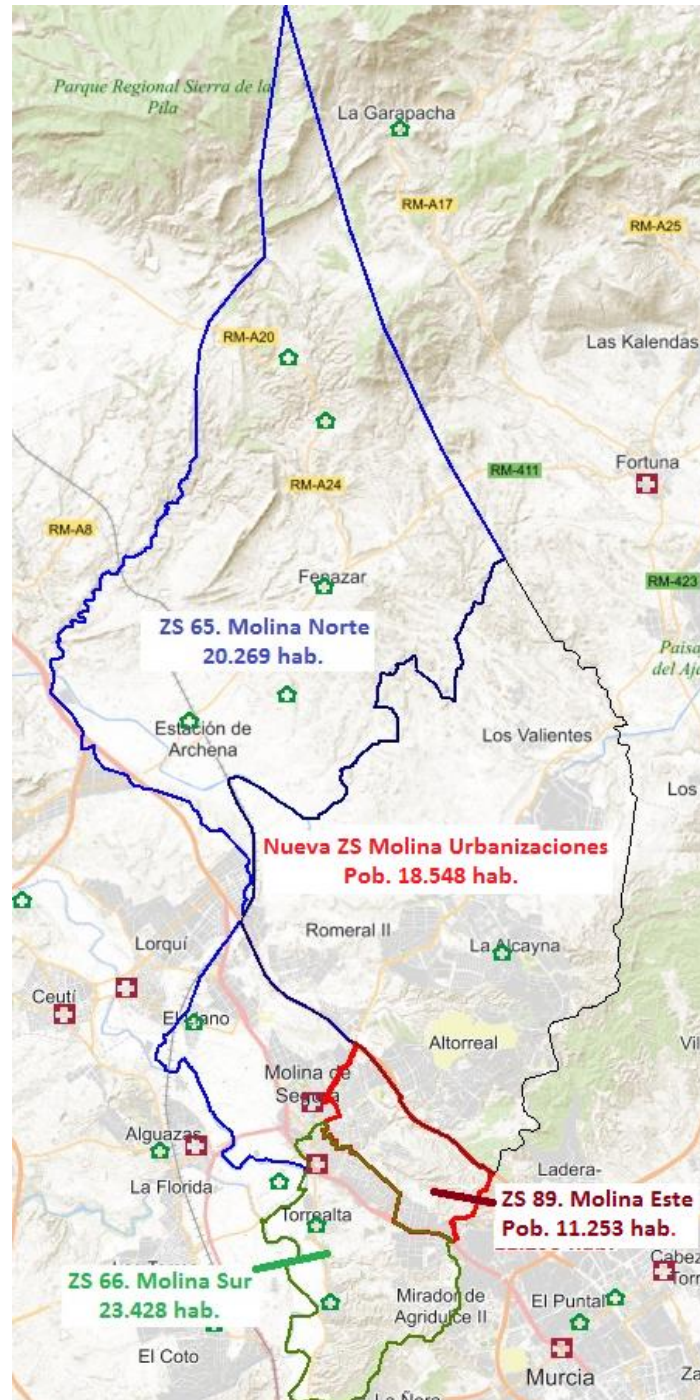 Parque Regional Sierra de la
Pila
La Garapacha
RM-A17
RM-A25
RM-A20
Las Kalendas
RM-411
Fortuna
RM-A24
RM-A8
Fenazar
RM-423
ZS 65. Molina Norte
20.269 hab.
Paisa
del Aj
Estación de
Archena
Los Valientes
Los
Nueva ZS Molina Urbanizaciones
Pob. 18.548 hab.
Romeral II
Lorquí
La Alcayna
Ceutí
El Llano
Altorreal
Vil
Molina de
Segura
Alguazas
La Florida
Ladera-
ZS 89. Molina Este
Pob. 11.253 hab.
Torrealta
ZS 66. Molina Sur
23.428 hab.
Cabez
Torr
Mirador de
Agridulce II
El Puntal
El Coto
Murcia
Za
La Ñora